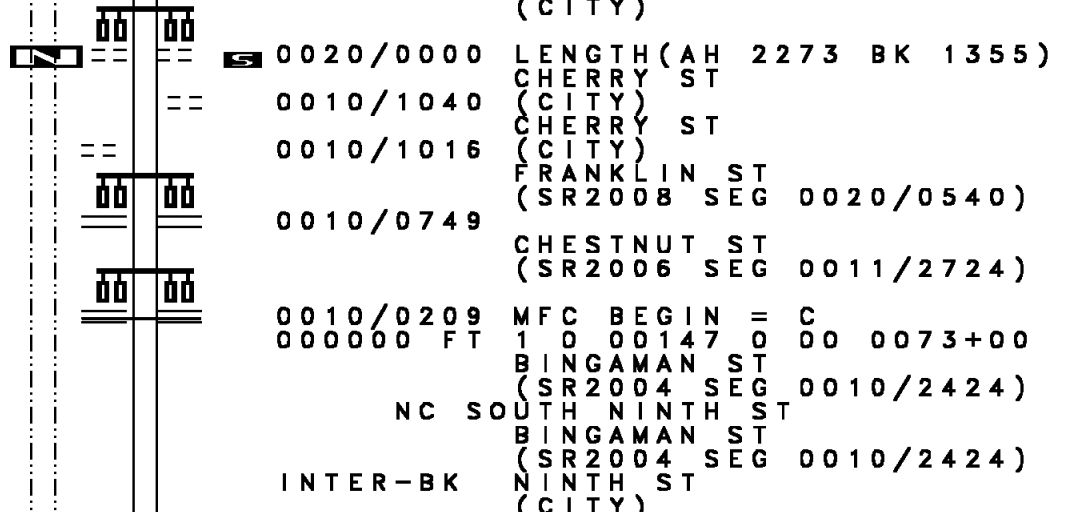 (CITY)
N S 0020/0000 LENGTH(AH 2273 BK 1355)
CHERRY ST
0010/1040 (CITY)
CHERRY ST
0010/1016 (CITY)
FRANKLIN ST
(SR2008 SEG 0020/0540)
0010/0749
CHESTNUT ST
(SR2006 SEG 0011/2724)
0010/0209 MFC BEGIN = C
000000 FT 1 0 00147 0 00 0073+00
BINGAMAN ST
(SR2004 SEG 0010/2424)
NC SOUTH NINTH ST
BINGAMAN ST
(SR2004 SEG 0010/2424)
INTER-BK NINTH ST
(CITY)